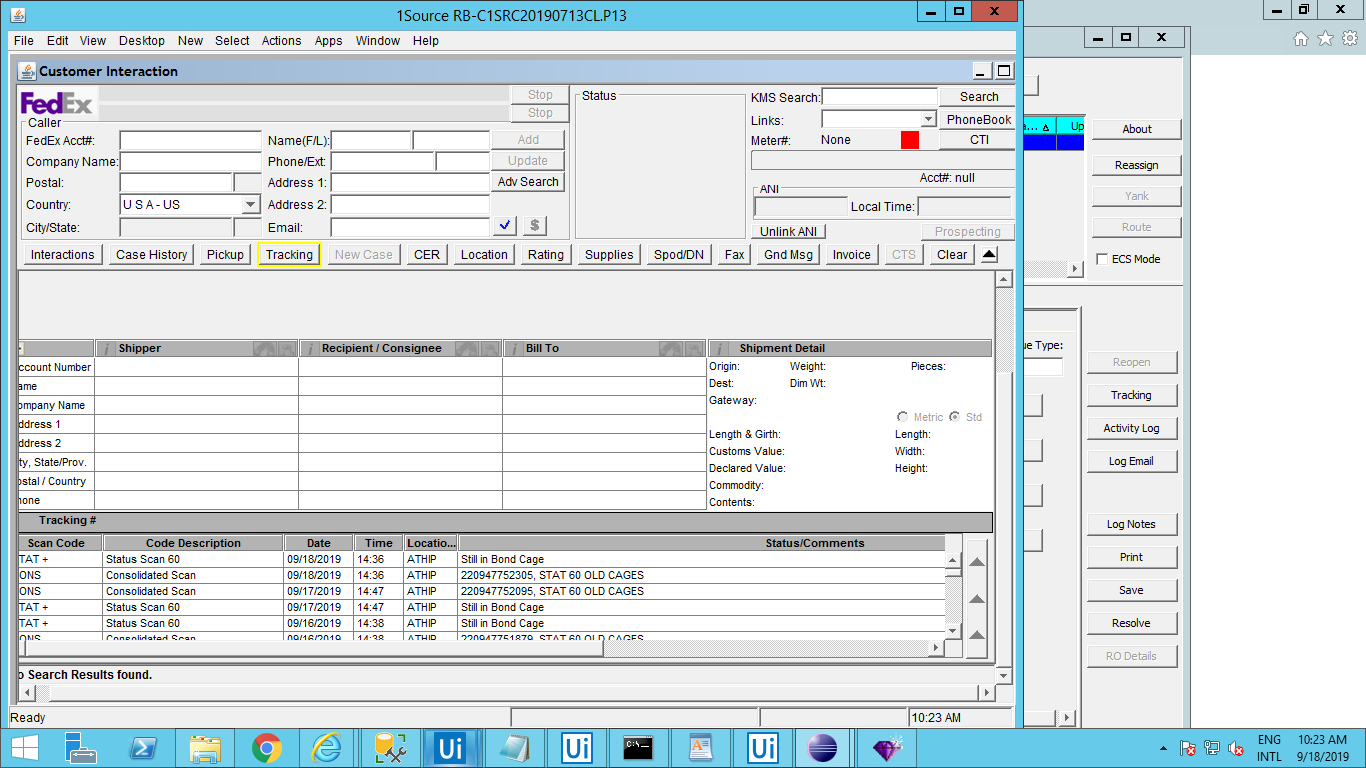 1Source RB-C1SRC20190713CL.P13
File Edit View Desktop New Select Actions Apps Window Help
Customer Interaction
FedEx
Stop
Stop
Status
KMS Search: Search
Links: PhoneBook
Meter#: None CTI
Acct#: null
ANI
Local Time:
Unlink ANI Prospecting
Caller
FedEx Acct#: Name(F/L): Add
Company Name: Phone/Ext: Update
Postal: Address 1: Adv Search
Country: U S A - US Address 2:
City/State: Email: $
Interactions Case History Pickup Tracking New Case CER Location Rating Supplies Spod/DN Fax Gnd Msg Invoice CTS Clear
Shipper Recipient / Consignee Bill To Shipment Detail
ccount Number
ame
ompany Name
ddress 1
ddress 2
ty, State/Prov.
ostal / Country
hone
Origin: Weight: Pieces:
Dest: Dim Wt:
Gateway:
Metric Std
Length & Girth: Length:
Customs Value: Width:
Declared Value: Height:
Commodity:
Contents:
Tracking #
Scan Code Code Description Date Time Locatio... Status/Comments
TAT + Status Scan 60 09/18/2019 14:36 ATHIP Still in Bond Cage
ONS Consolidated Scan 09/18/2019 14:36 ATHIP 220947752305, STAT 60 OLD CAGES
ONS Consolidated Scan 09/17/2019 14:47 ATHIP 220947752095, STAT 60 OLD CAGES
TAT + Status Scan 60 09/17/2019 14:47 ATHIP Still in Bond Cage
TAT + Status Scan 60 09/16/2019 14:38 ATHIP Still in Bond Cage
ONS Consolidated Scan 09/16/2019 14:38 ATHIP 220947751879, STAT 60 OLD CAGES
o Search Results found.
Ready 10:23 AM
a... Up
About
Reassign
Yank
Route
ECS Mode
ue Type:
Reopen
Tracking
Activity Log
Log Email
Log Notes
Print
Save
Resolve
RO Details
Ui Ui Ui
C:\.
ENG 10:23 AM
INTL 9/18/2019